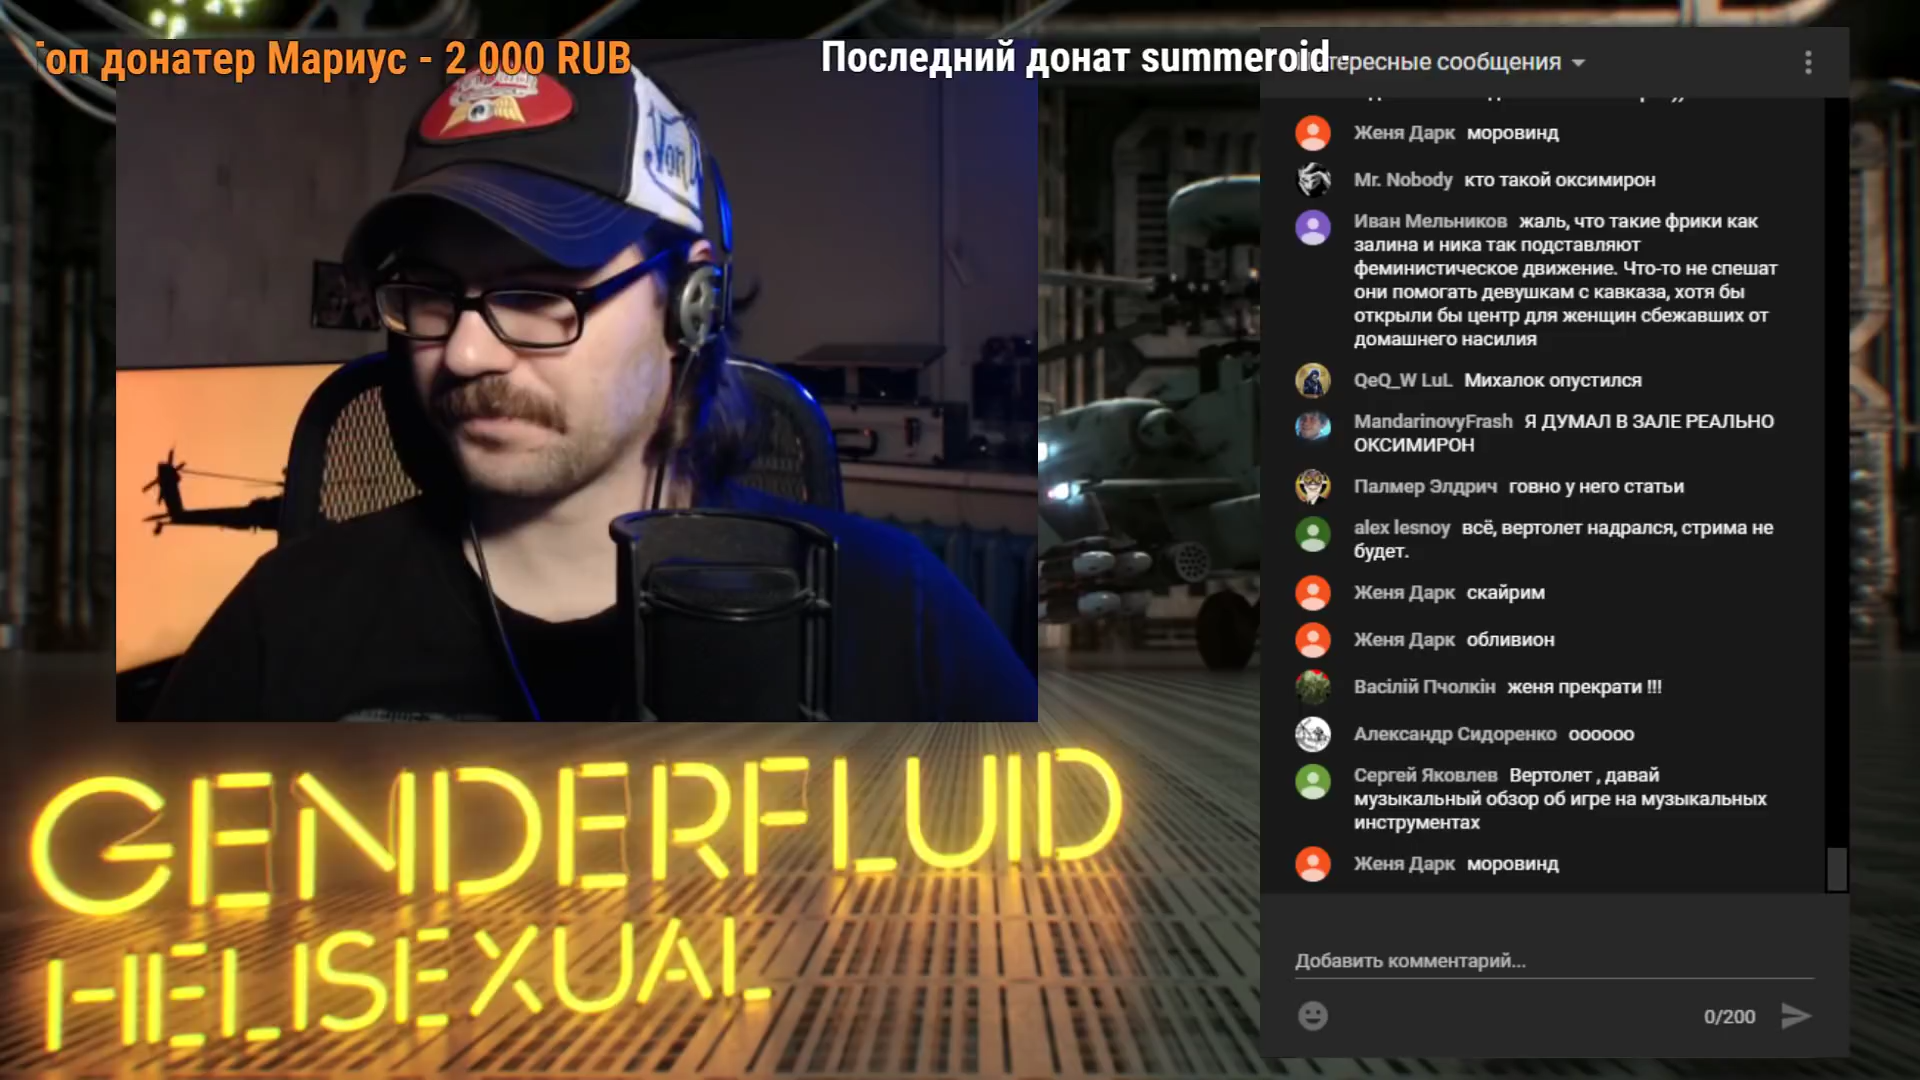 Топ донатер Мариус - 2 000 RUB
Последний донат summeroid -
тересные сообщения
Женя Дарк моровинд
Mr. Nobody кто такой оксимирон
Иван Мельников жаль, что такие фрики как
залина и ника так подставляют
феминистическое движение. Что-то не спешат
они помогать девушкам с кавказа, хотя бы
открыли бы центр для женщин сбежавших от
домашнего насилия
QeQ_W LuL Михалок опустился
MandarinovyFrash Я ДУМАЛ В ЗАЛЕ РЕАЛЬНО
ОКСИМИРОН
Палмер Элдрич говно у него статьи
alex lesnoy всё, вертолет надрался, стрима не
будет.
Женя Дарк скайрим
Женя Дарк обливион
Васілій Пчолкін женя прекрати !!!
Александр Сидоренко оооооо
Сергей Яковлев Вертолет , давай
музыкальный обзор об игре на музыкальных
инструментах
Женя Дарк моровинд
Добавить комментарий...
0/200
GENDERFLUID
HELISEXUAL